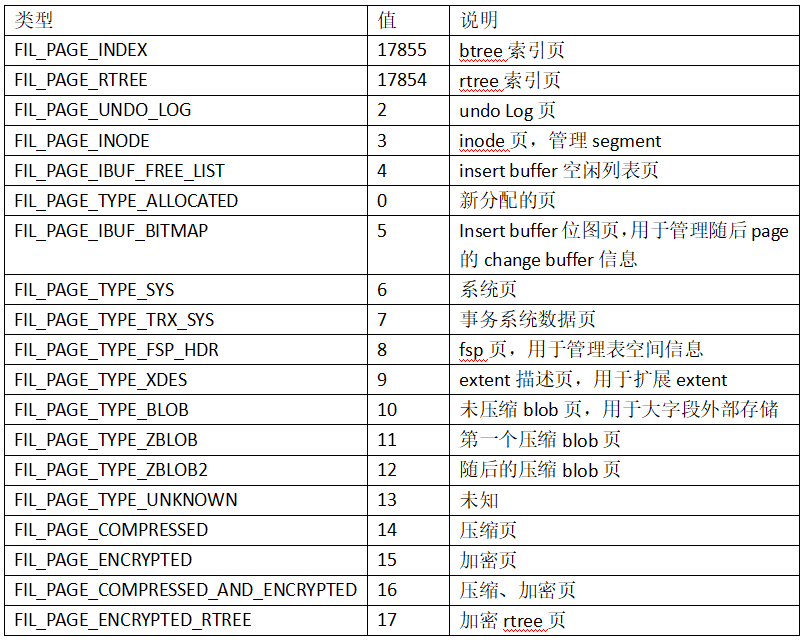 类型 值 说明
FIL_PAGE_INDEX 17855 btree 索引页
FIL_PAGE_RTREE 17854 rtree 索引页
FIL_PAGE_UNDO_LOG 2 undo Log 页
FIL_PAGE_INODE 3 inode 页，管理 segment
FIL_PAGE_IBUF_FREE_LIST 4 insert buffer 空闲列表页
FIL_PAGE_TYPE_ALLOCATED 0 新分配的页
FIL_PAGE_IBUF_BITMAP 5 Insert buffer 位图页，用于管理随后 page
的 change buffer 信息
FIL_PAGE_TYPE_SYS 6 系统页
FIL_PAGE_TYPE_TRX_SYS 7 事务系统数据页
FIL_PAGE_TYPE_FSP_HDR 8 fsp 页，用于管理表空间信息
FIL_PAGE_TYPE_XDES 9 extent 描述页，用于扩展 extent
FIL_PAGE_TYPE_BLOB 10 未压缩 blob 页，用于大字段外部存储
FIL_PAGE_TYPE_ZBLOB 11 第一个压缩 blob 页
FIL_PAGE_TYPE_ZBLOB2 12 随后的压缩 blob 页
FIL_PAGE_TYPE_UNKNOWN 13 未知
FIL_PAGE_COMPRESSED 14 压缩页
FIL_PAGE_ENCRYPTED 15 加密页
FIL_PAGE_COMPRESSED_AND_ENCRYPTED 16 压缩、加密页
FIL_PAGE_ENCRYPTED_RTREE 17 加密 rtree 页